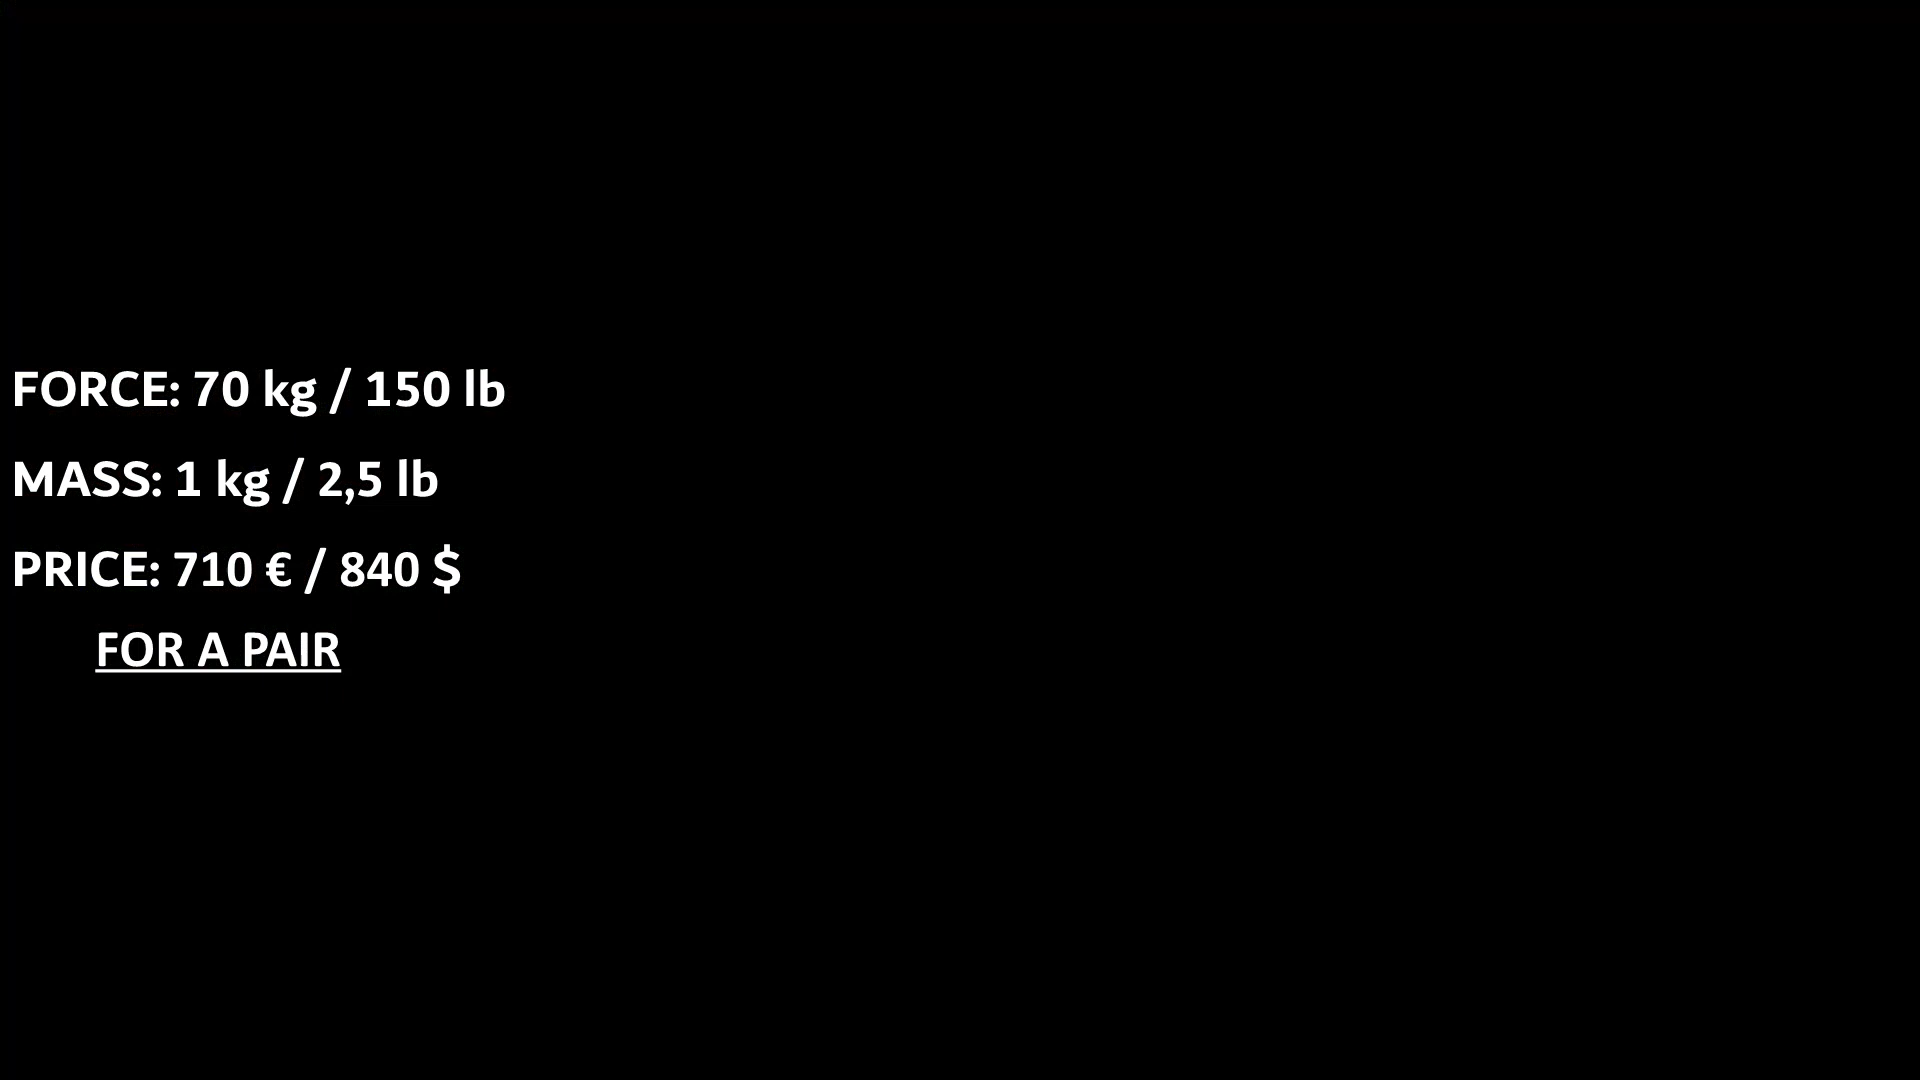 FORCE: 70 kg / 150 lb
MASS: 1 kg / 2,5 lb
PRICE: 710 € / 840 $
FOR A PAIR